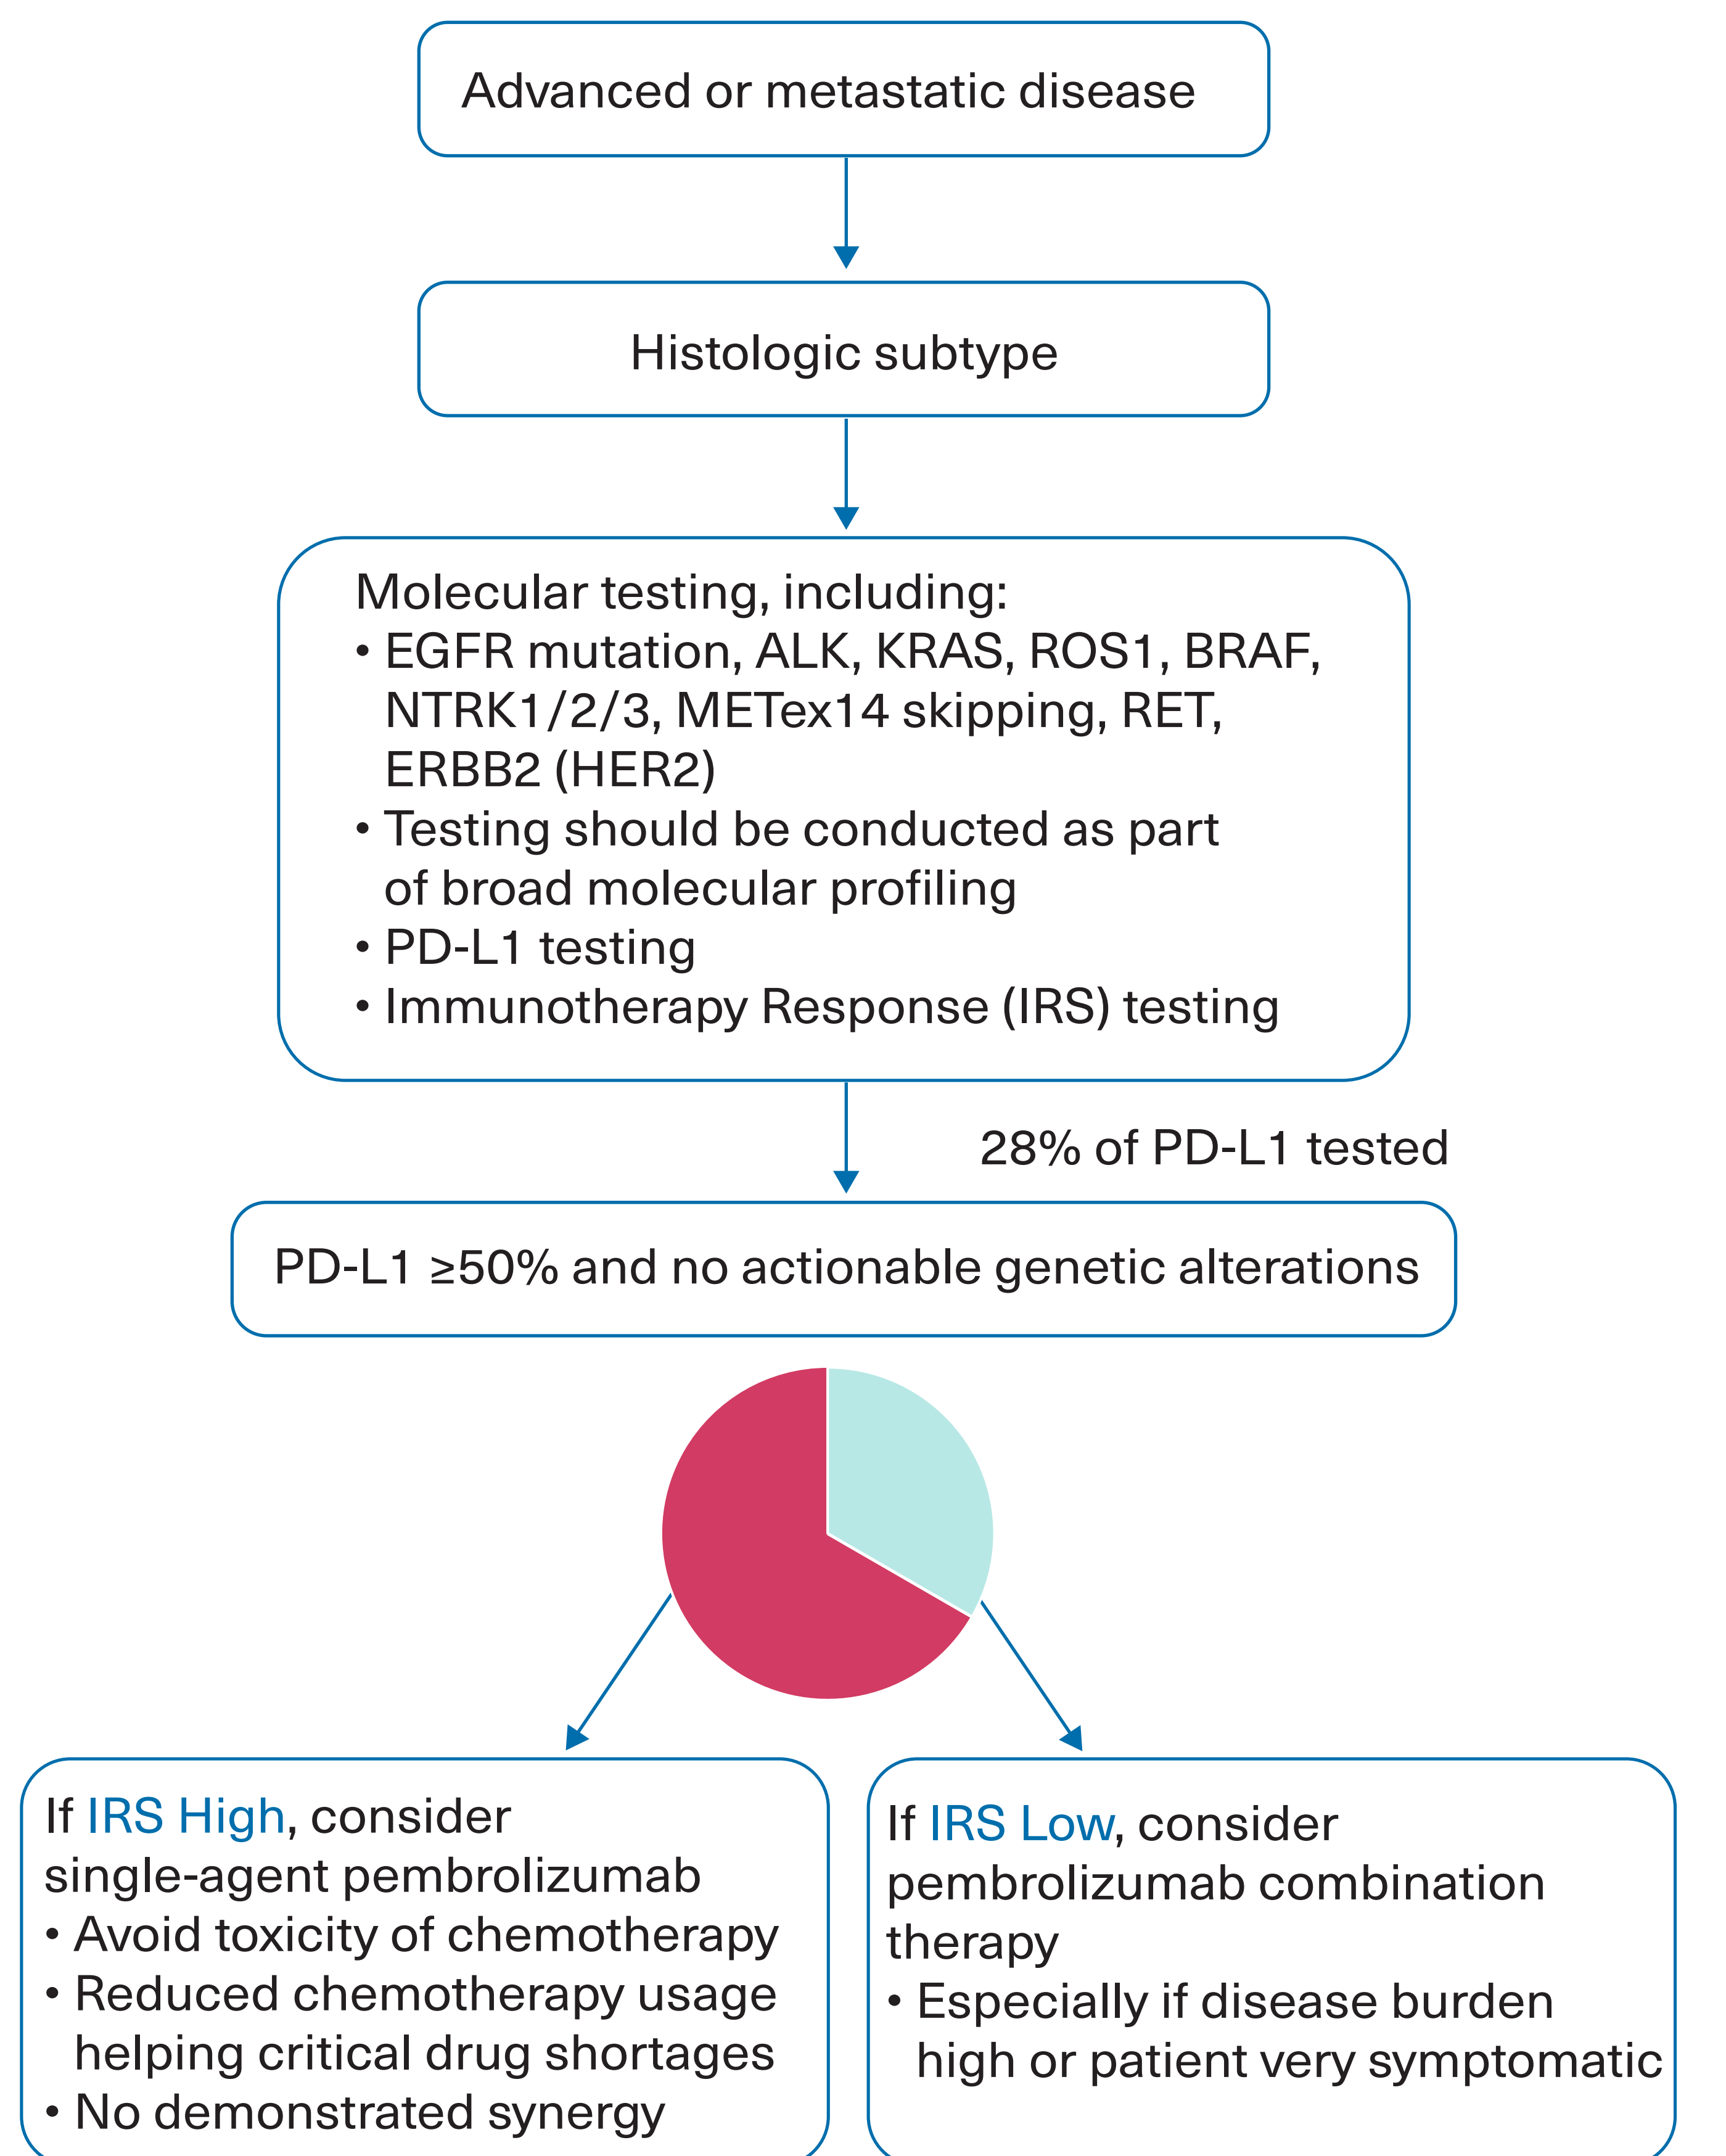 Advanced or metastatic disease
Histologic subtype
Molecular testing, including:
• EGFR mutation, ALK, KRAS, ROS1, BRAF,
NTRK1/2/3, METex14 skipping, RET,
ERBB2 (HER2)
• Testing should be conducted as part
of broad molecular profiling
• PD-L1 testing
• Immunotherapy Response (IRS) testing
28% of PD-L1 tested
PD-L1 ≥50% and no actionable genetic alterations
If IRS High, consider
single-agent pembrolizumab
• Avoid toxicity of chemotherapy
• Reduced chemotherapy usage
helping critical drug shortages
• No demonstrated synergy
If IRS Low, consider
pembrolizumab combination
therapy
• Especially if disease burden
high or patient very symptomatic